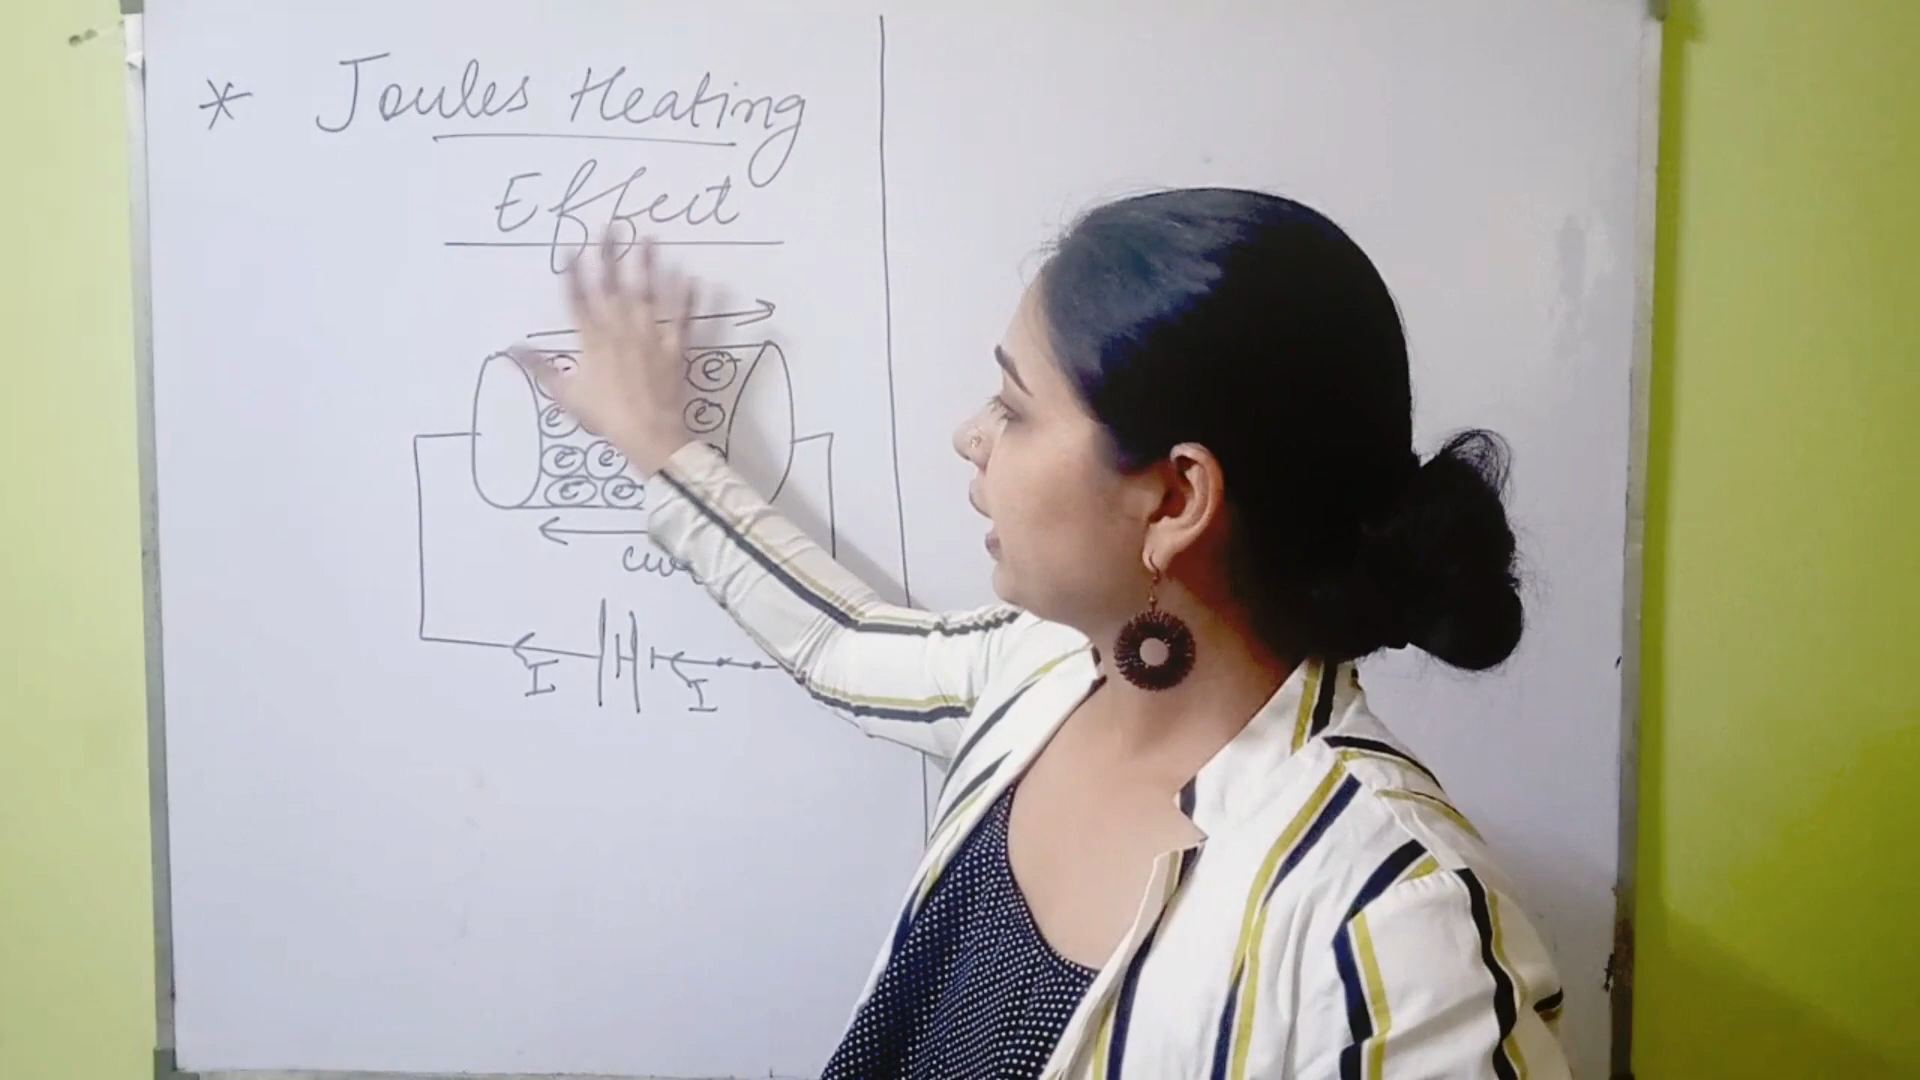 * Joules Heating
Effect
e⁻ e⁻
e⁻ e⁻
e⁻ e⁻
e⁻ e⁻
I I